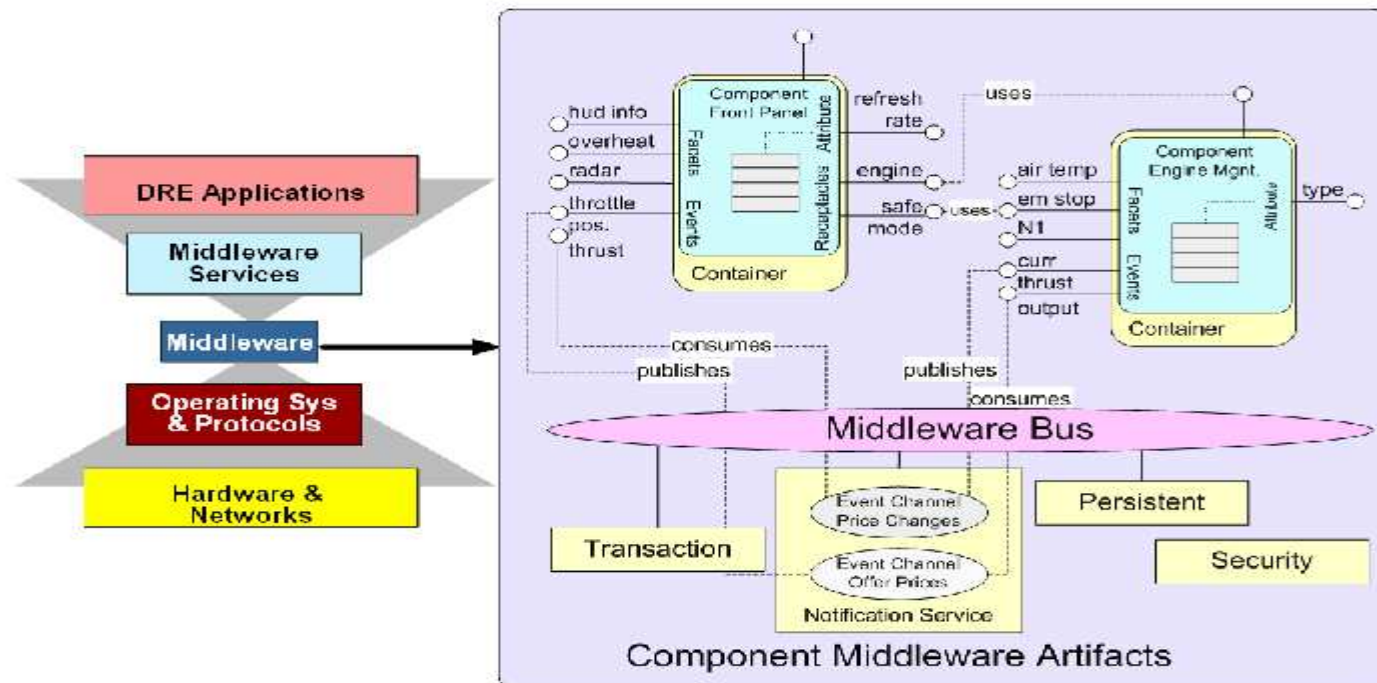 DRE Applications
Middleware
Services
Middleware
Operating Sys
& Protocols
Hardware &
Networks
Component
Front Panel
Attribute
Facets
Receptacles
Events
Container
hud info
overheat
radar
throttle
pos.
thrust
refresh
rate
engine
safe
mode
uses
uses
Component
Engine Mgnt.
Attribute
Facets
Events
Container
air temp
em stop
N1
curr
thrust
output
type
consumes
publishes
publishes
consumes
Middleware Bus
Transaction
Event Channel
Price Changes
Event Channel
Offer Prices
Notification Service
Persistent
Security
Component Middleware Artifacts